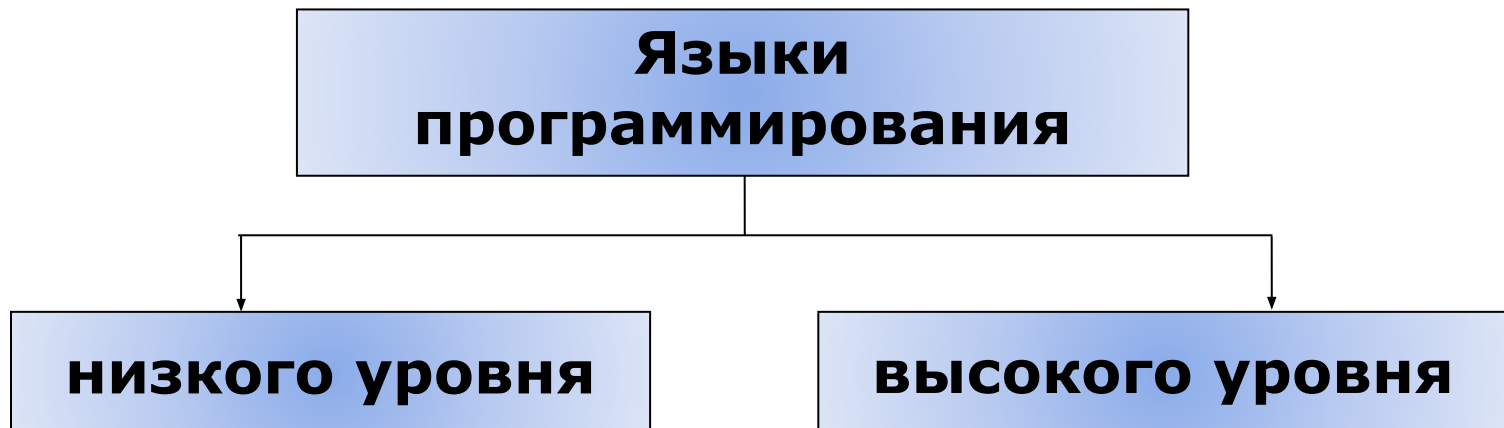 Языки
программирования
низкого уровня
высокого уровня